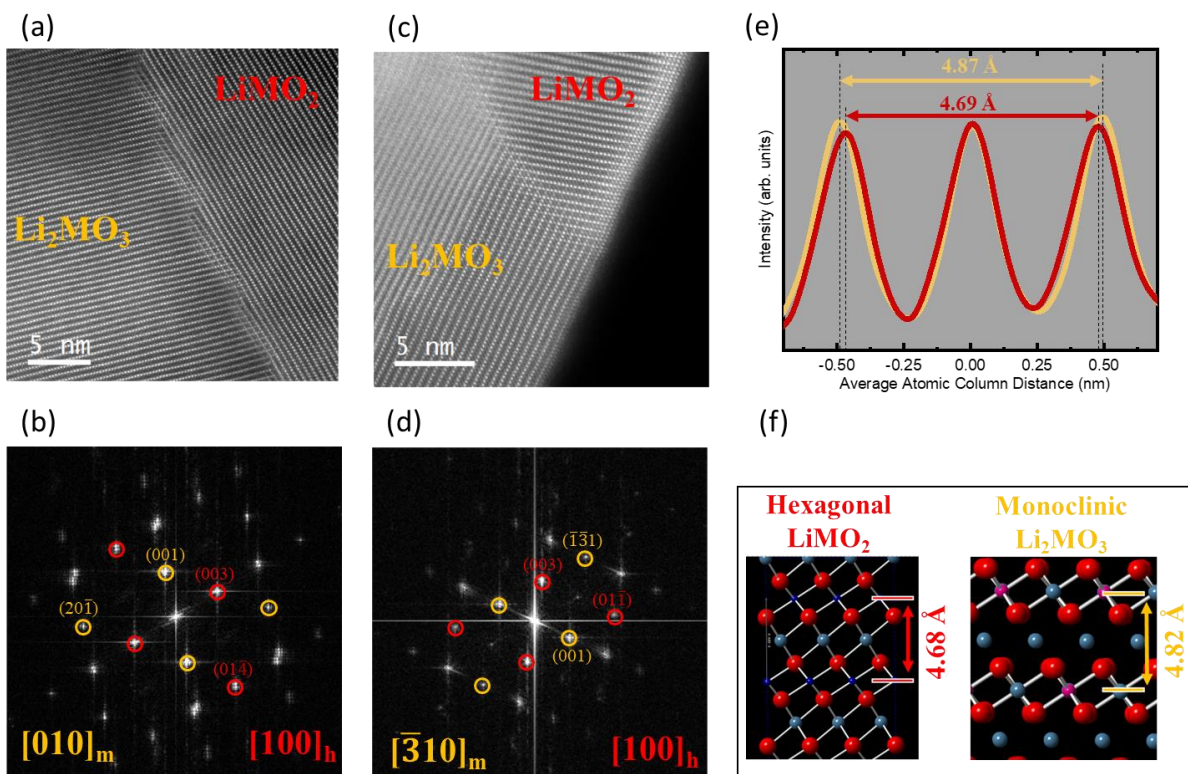 (a)
LiMO₂
Li₂MO₃
5 nm
(c)
LiMO₂
Li₂MO₃
5 nm
(e)
4.87 Å
4.69 Å
Intensity (arb. units)
-0.50 -0.25 0.00 0.25 0.50
Average Atomic Column Distance (nm)
(b)
(001)
(003)
(201̅)
(014̅)
[010]ₘ
[100]ₕ
(d)
(1̅3̅1)
(003)
(011̅)
(001)
[3̅10]ₘ
[100]ₕ
(f)
Hexagonal
LiMO₂
4.68 Å
Monoclinic
Li₂MO₃
4.82 Å